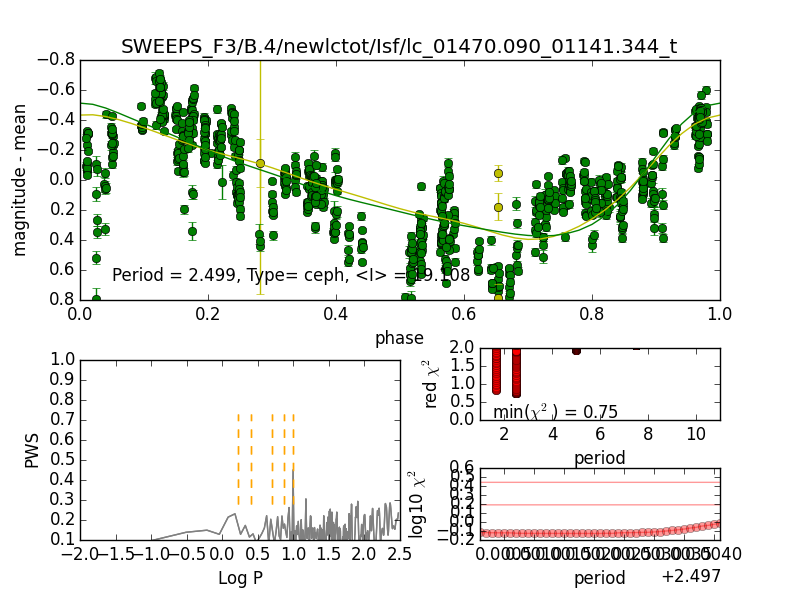 SWEEPS_F3/B.4/newlctot/Isf/lc_01470.090_01141.344_t
magnitude - mean
−0.8
−0.6
−0.4
−0.2
0.0
0.2
0.4
0.6
0.8
Period = 2.499, Type= ceph, <I> = 19.108
0.0 0.2 0.4 0.6 0.8 1.0
phase
PWS
1.0
0.9
0.8
0.7
0.6
0.5
0.4
0.3
0.2
0.1
−2.0 −1.5 −1.0 −0.5 0.0 0.5 1.0 1.5 2.0 2.5
Log P
red χ²
2.0
1.5
1.0
0.5
0.0
min(χ²) = 0.75
2 4 6 8 10
period
log10 χ²
0.6
0.5
0.4
0.3
0.2
0.1
0.0
−0.1
−0.2
period
+2.497